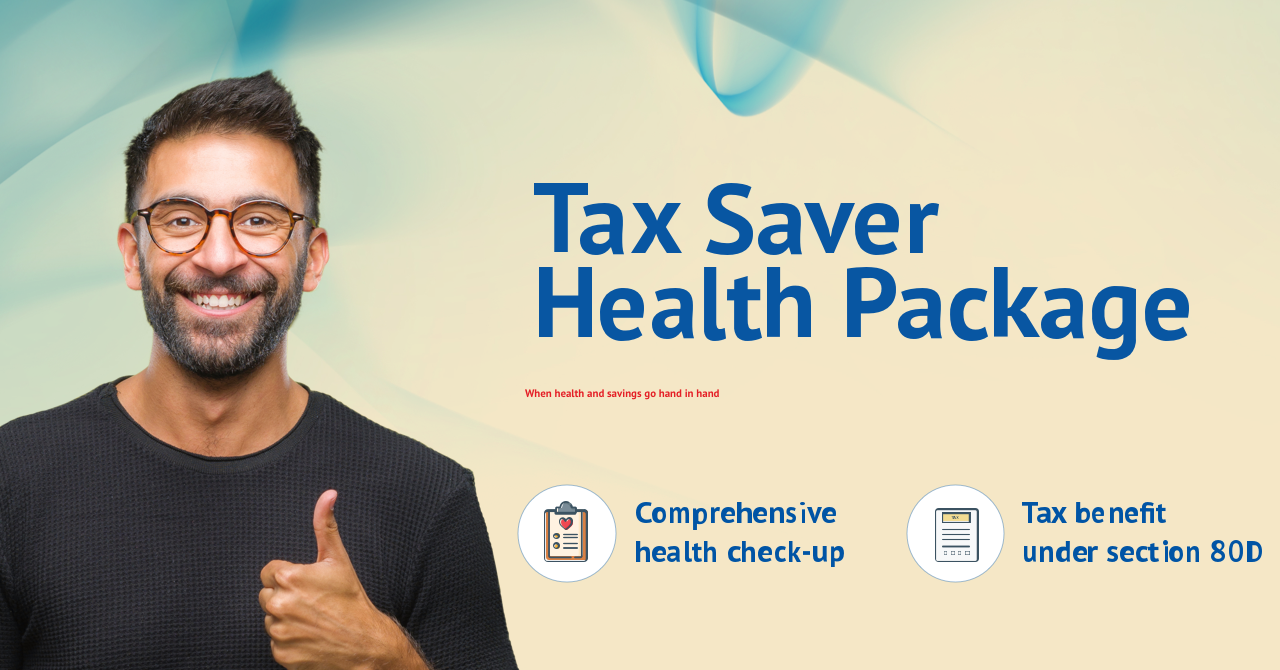 Tax Saver
Health Package
When health and savings go hand in hand
Comprehensive
health check-up
TAX
Tax benefit
under section 80D